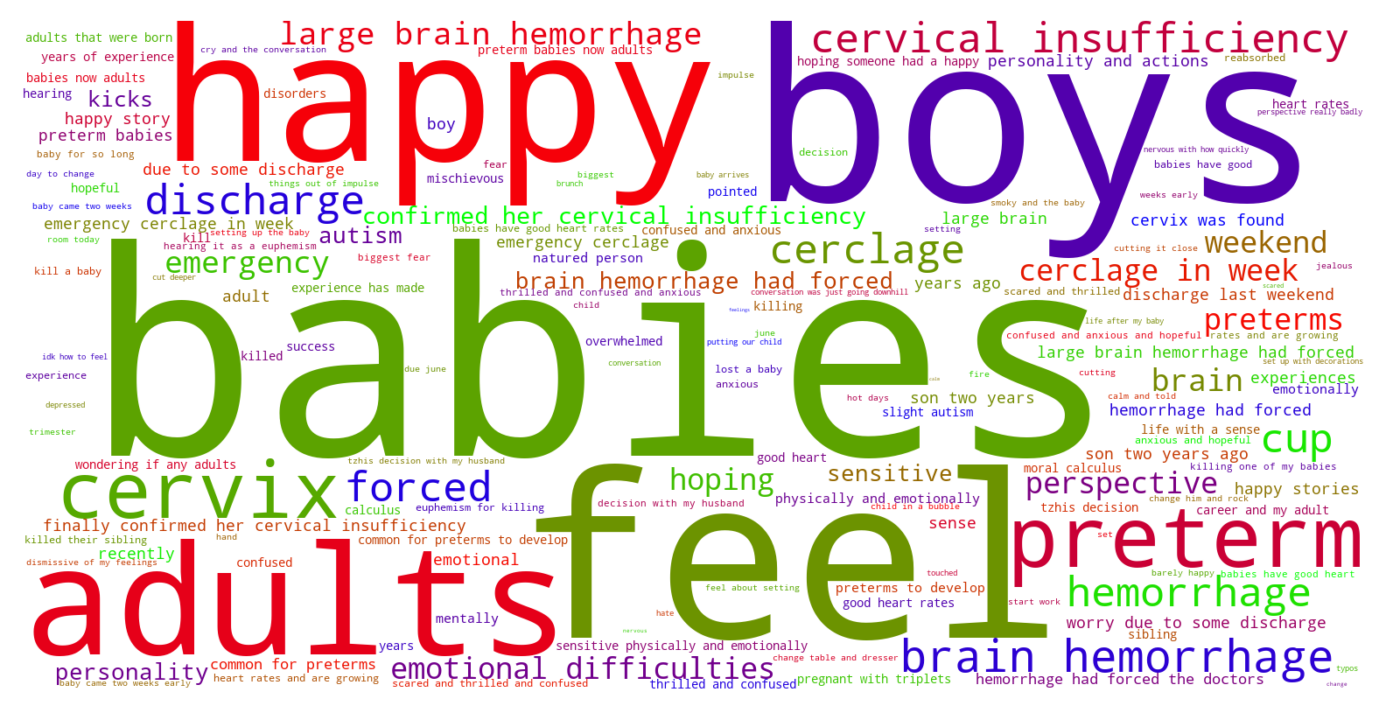 adults that were born
large brain hemorrhage
cervical insufficiency
years of experience
cry and the conversation
preterm babies now adults
happy
boys
hoping someone had a happy
personality and actions
reabsorbed
babies now adults
impulse
hearing
kicks
disorders
heart rates
perspective really badly
happy story
boy
preterm babies
decision
nervous with how quickly
baby for so long
fear
babies have good
day to change
due to some discharge
mischievous
biggest
baby arrives
hopeful
things out of impulse
brunch
pointed
weeks early
baby came two weeks
discharge
smoky and the baby
emergency cerclage in week
confirmed her cervical insufficiency
large brain
cervix was found
room today
kill
setting up the baby
autism
babies have good heart rates
confused and anxious
setting
hearing it as a euphemism
emergency cerclage
cerclage
cutting it close
weekend
kill a baby
emergency
biggest fear
natured person
cerclage in week
jealous
cut deeper
experience has made
brain hemorrhage had forced
years ago
scared
adult
thrilled and confused and anxious
conversation was just going downhill
scared and thrilled
discharge last weekend
child
killing
babies
feelings
june
life after my baby
preterms
success
overwhelmed
putting our child
confused and anxious and hopeful
rates and are growing
idk how to feel
killed
conversation
large brain hemorrhage had forced
experience
due june
lost a baby
fire
cutting
set up with decorations
anxious
cute
brain
experiences
depressed
hot days
son two years
calm and told
emotionally
slight autism
hemorrhage had forced
trimester
life with a sense
anxious and hopeful
cup
wondering if any adults
tzhis decision with my husband
good heart
son two years ago
cervix
forced
feel
hoping
sensitive
moral calculus
killing one of my babies
perspective
happy stories
calculus
euphemism for killing
decision with my husband
physically and emotionally
child in a bubble
tzhis decision
change him and rock
career and my adult
finally confirmed her cervical insufficiency
sense
preterm
killed their sibling
hand
common for preterms to develop
set
recently
dismissive of my feelings
confused
emotional
touched
barely happy
babies have good heart
adults
feel about setting
preterms to develop
hemorrhage
good heart rates
start work
mentally
hate
worry due to some discharge
nervous
sibling
years
sensitive physically and emotionally
personality
common for preterms
emotional difficulties
change table and dresser
brain hemorrhage
typos
heart rates and are growing
pregnant with triplets
hemorrhage had forced the doctors
baby came two weeks early
scared and thrilled and confused
thrilled and confused
change